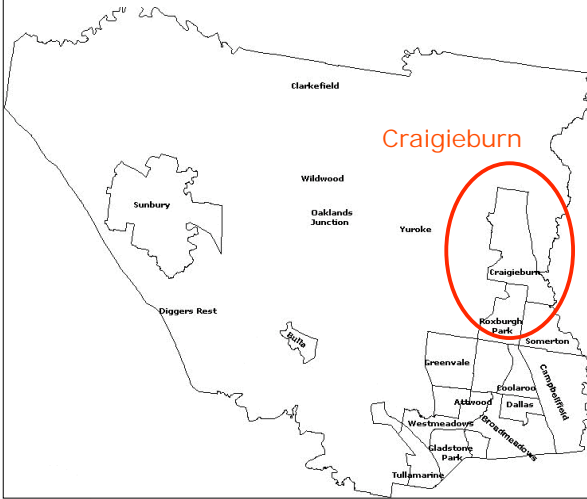 Clarkefield
Craigieburn
Wildwood
Sunbury
Oaklands
Junction
Yuroke
Craigieburn
Diggers Rest
Roxburgh
Park
Bulla
Somerton
Greenvale
Campbellfield
Coolaroo
Attwood
Dallas
Westmeadows
Broadmeadows
Gladstone
Park
Tullamarine